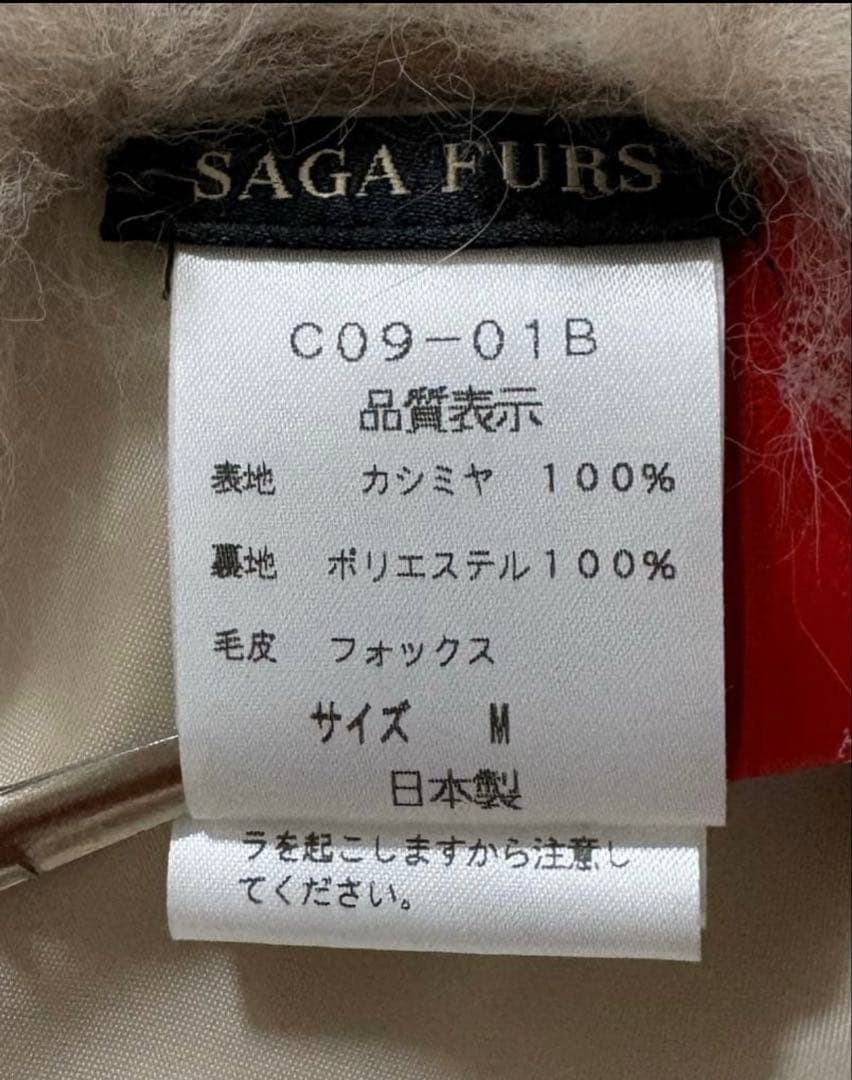 SAGA FURS
C09-01B
品質表示
表地 カシミヤ 100%
裏地 ポリエステル100%
毛皮 フォックス
サイズ M
日本製
ラを起こしますから注意し
てください。